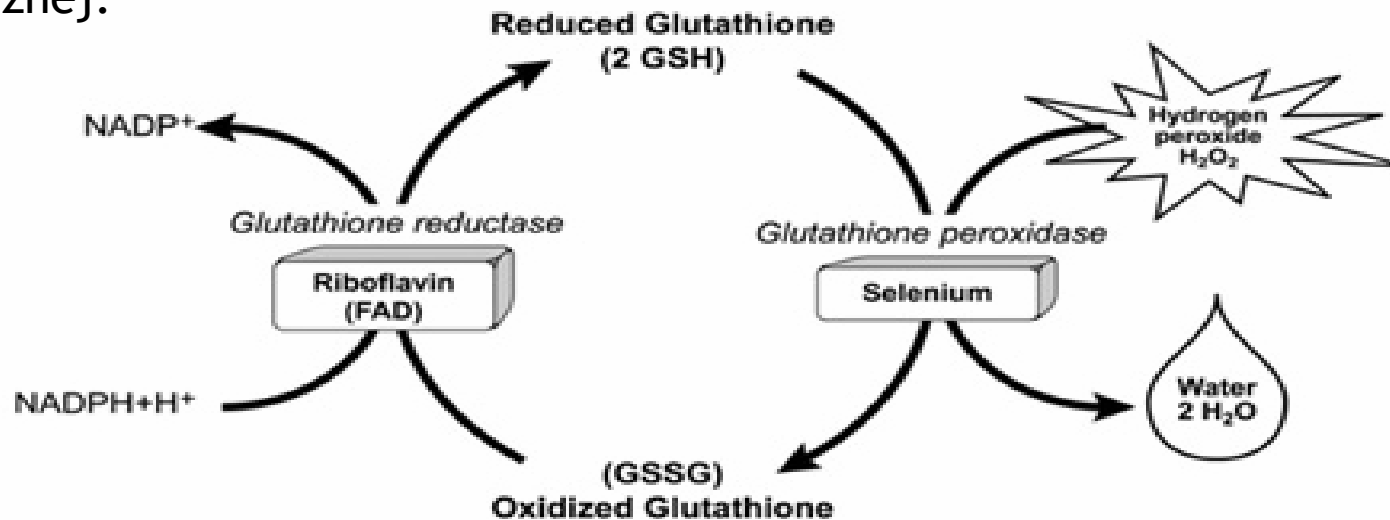 znej.
Reduced Glutathione
(2 GSH)
NADP⁺
Hydrogen
peroxide
H₂O₂
Glutathione reductase
Glutathione peroxidase
Riboflavin
(FAD)
Selenium
NADPH+H⁺
Water
2 H₂O
(GSSG)
Oxidized Glutathione